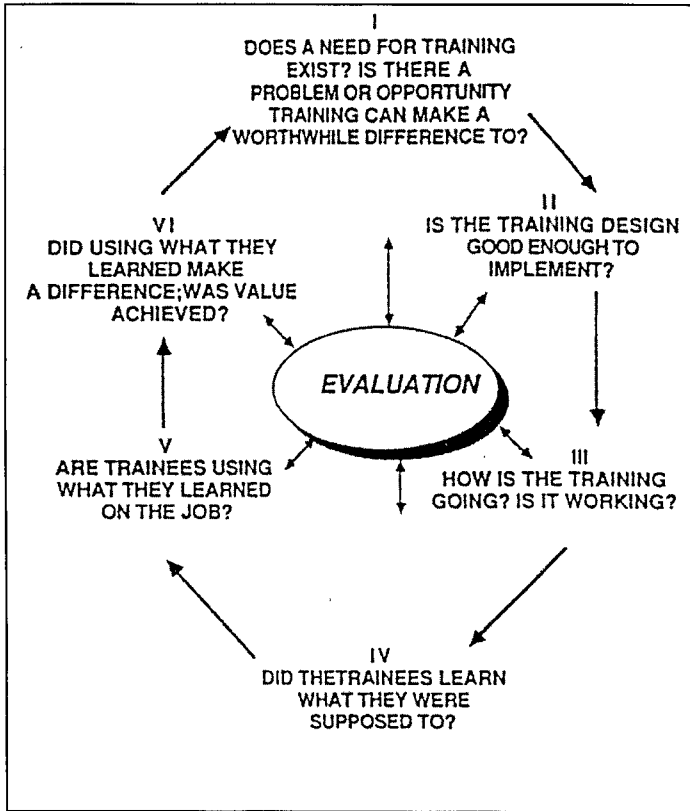 I
DOES A NEED FOR TRAINING
EXIST? IS THERE A
PROBLEM OR OPPORTUNITY
TRAINING CAN MAKE A
WORTHWHILE DIFFERENCE TO?
II
IS THE TRAINING DESIGN
GOOD ENOUGH TO
IMPLEMENT?
III
HOW IS THE TRAINING
GOING? IS IT WORKING?
IV
DID THETRAINEES LEARN
WHAT THEY WERE
SUPPOSED TO?
V
ARE TRAINEES USING
WHAT THEY LEARNED
ON THE JOB?
VI
DID USING WHAT THEY
LEARNED MAKE
A DIFFERENCE;WAS VALUE
ACHIEVED?
EVALUATION